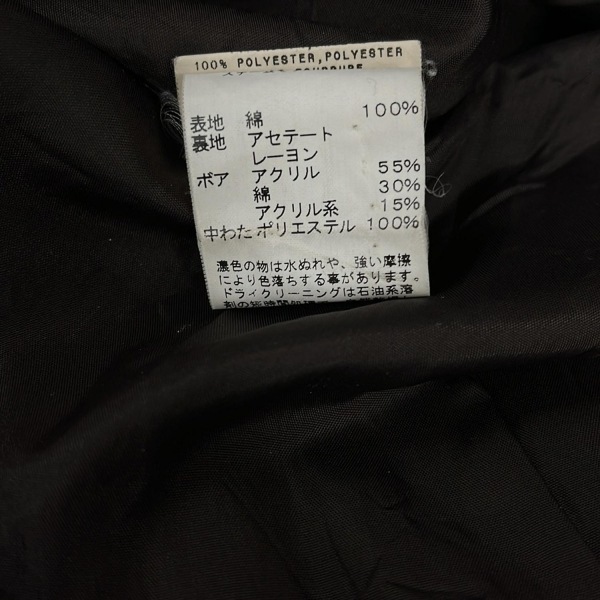 100% POLYESTER,POLYESTER
表地 綿 100%
裏地 アセテート
レーヨン
ボア アクリル 55%
綿 30%
アクリル系 15%
中わた ポリエステル 100%
濃色の物は水ぬれや、強い摩擦
により色落ちする事があります。
ドライクリーニングは石油系溶